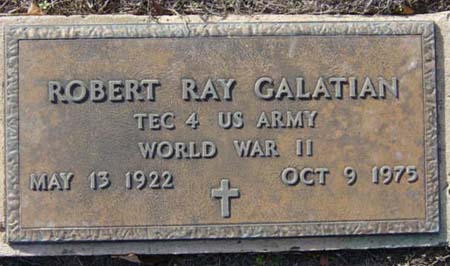 ROBERT RAY GALATIAN
TEC 4 US ARMY
WORLD WAR II
MAY 13 1922 OCT 9 1975